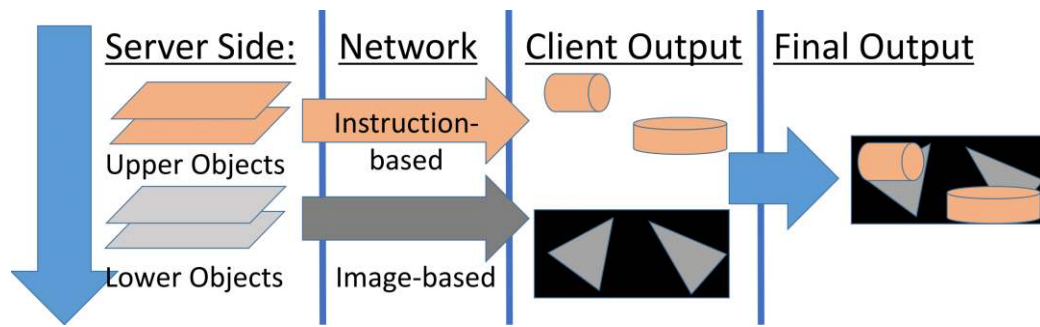 Server Side:
Network
Client Output
Final Output
Upper Objects
Instruction-
based
Lower Objects
Image-based